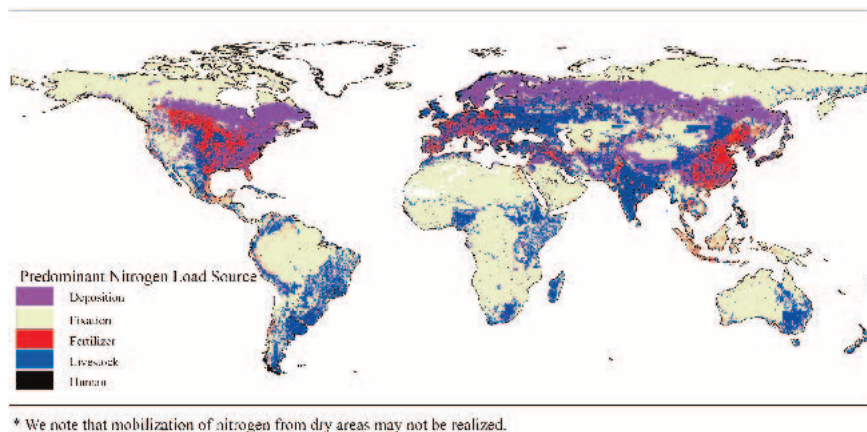 Predominant Nitrogen Load Source
Deposition
Fixation
Fertilizer
Livestock
Human
* We note that mobilization of nitrogen from dry areas may not be realized.